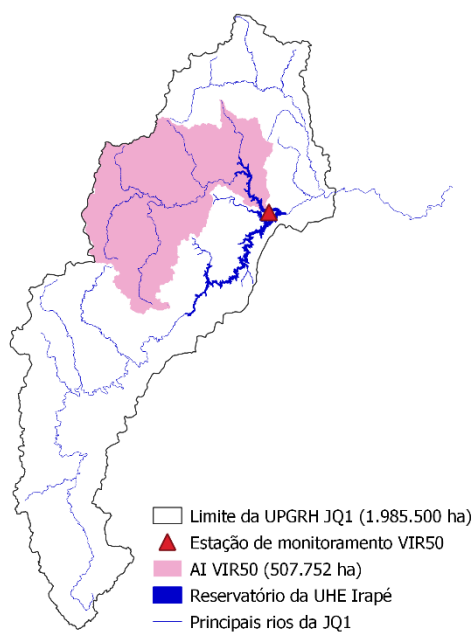 Limite da UPGRH JQ1 (1.985.500 ha)
Estação de monitoramento VIR50
AI VIR50 (507.752 ha)
Reservatório da UHE Irapé
Principais rios da JQ1